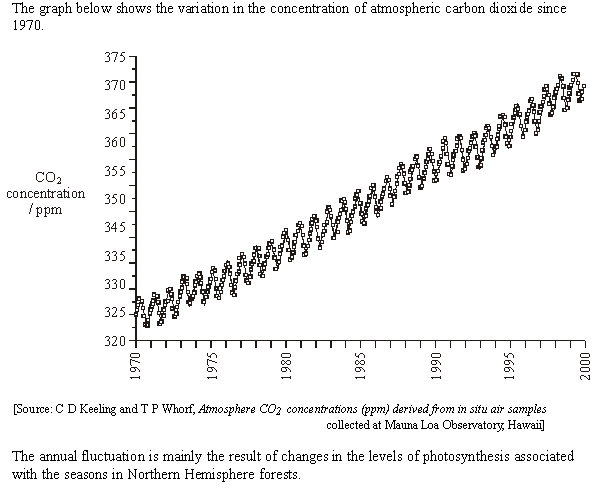 The graph below shows the variation in the concentration of atmospheric carbon dioxide since
1970.
375
370
365
360
355
350
345
335
330
325
320
CO₂
concentration
/ ppm
1970
1975
1980
1985
1990
1995
2000
[Source: C D Keeling and T P Whorf, Atmosphere CO₂ concentrations (ppm) derived from in situ air samples
collected at Mauna Loa Observatory, Hawaii]
The annual fluctuation is mainly the result of changes in the levels of photosynthesis associated
with the seasons in Northern Hemisphere forests.